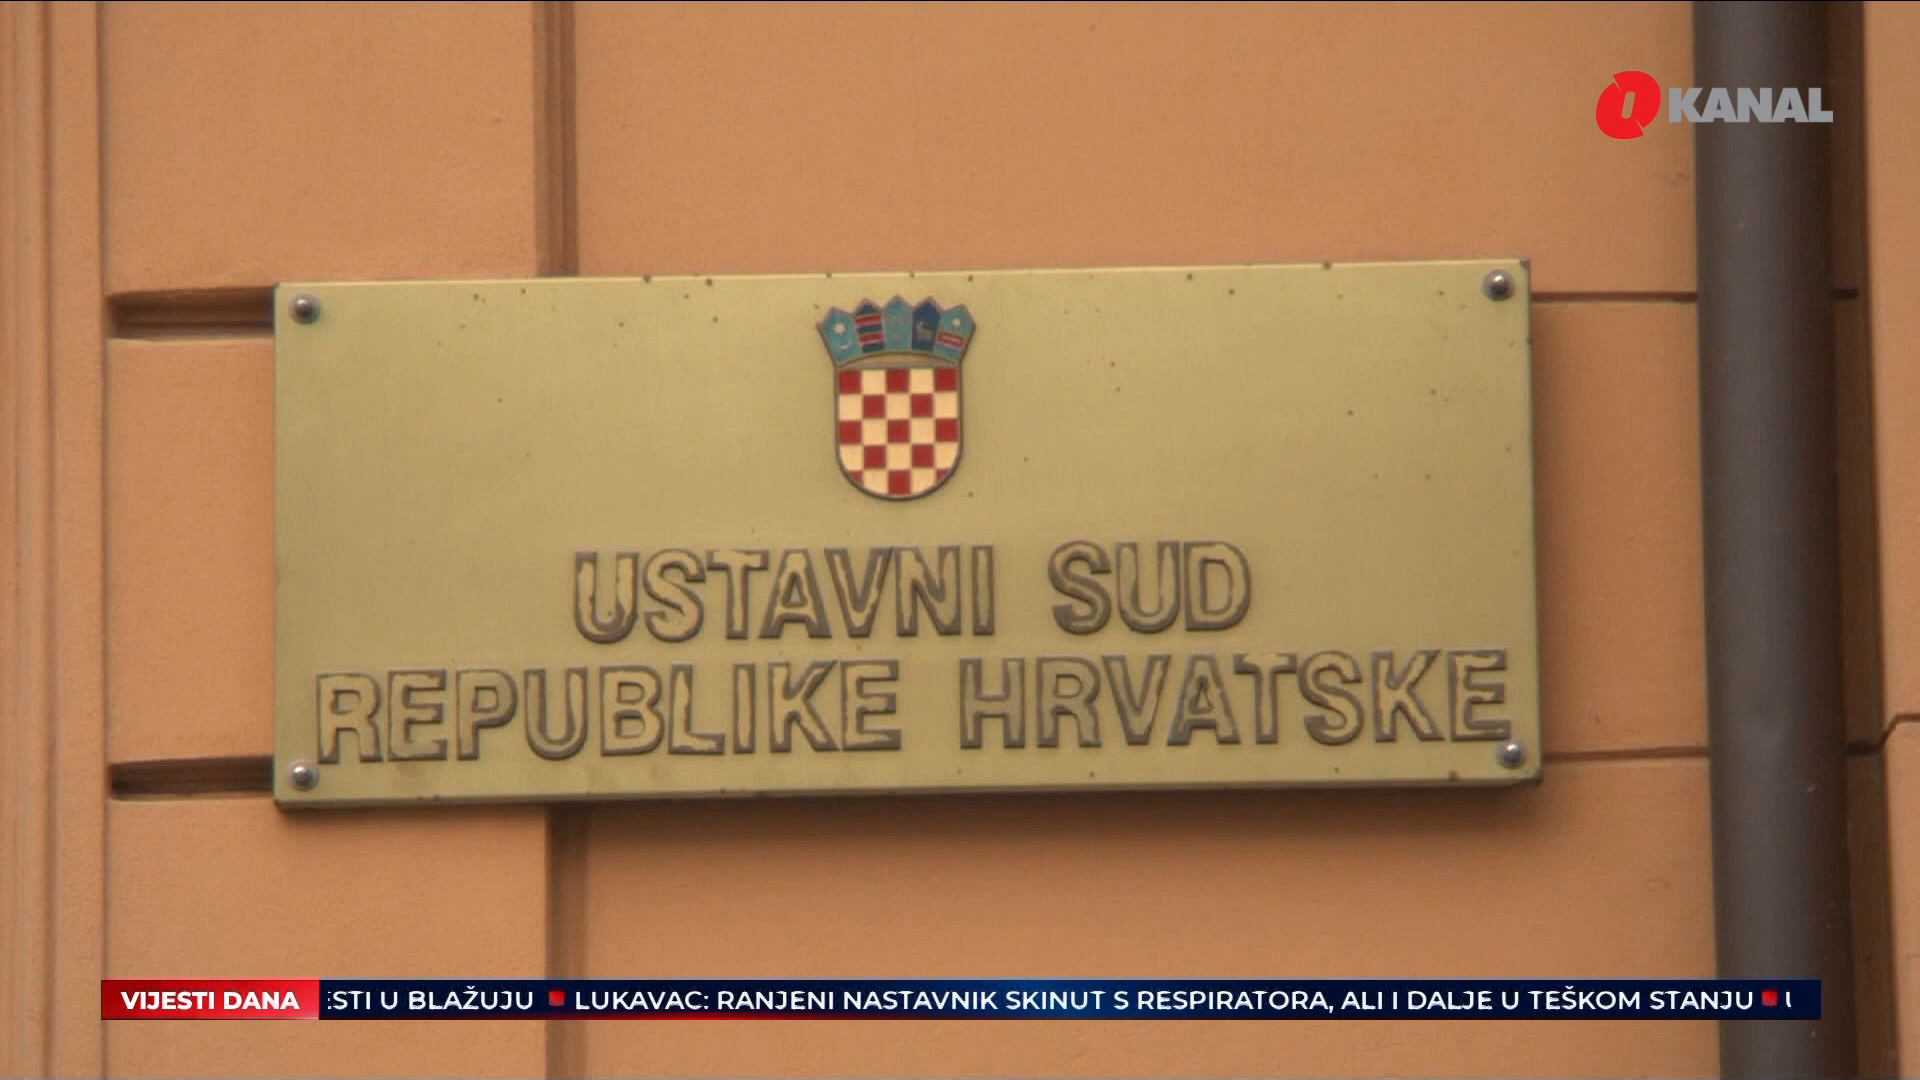 KANAL
USTAVNI SUD
REPUBLIKE HRVATSKE
VIJESTI DANA
U BLAŽUJU ▪ LUKAVAC: RANJENI NASTAVNIK SKINUT S RESPIRATORA, ALI I DALJE U TEŠKOM STANJU ▪